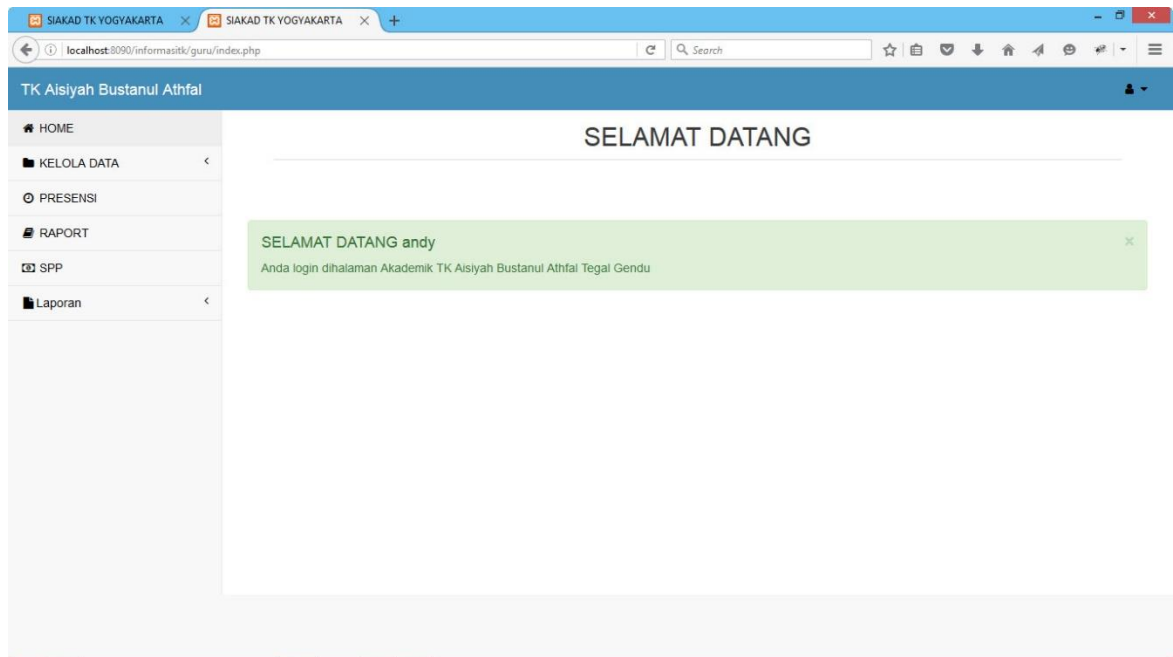 SIAKAD TK YOGYAKARTA
SIAKAD TK YOGYAKARTA
localhost:8090/informasitk/guru/index.php
Search
TK Aisiyah Bustanul Athfal
HOME
KELOLA DATA
PRESENSI
RAPORT
SPP
Laporan
SELAMAT DATANG
SELAMAT DATANG andy
Anda login dihalaman Akademik TK Aisiyah Bustanul Athfal Tegal Gendu